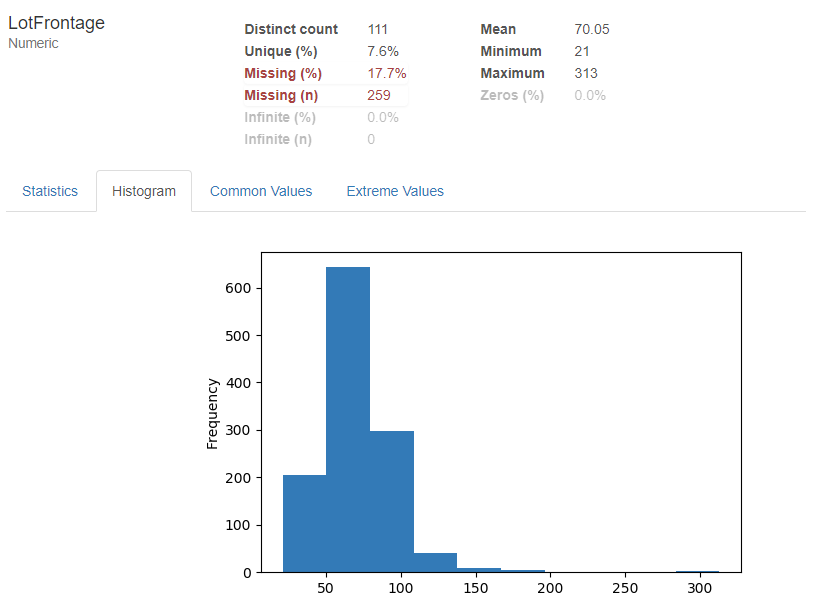 LotFrontage
Numeric
Distinct count 111
Unique (%) 7.6%
Missing (%) 17.7%
Missing (n) 259
Infinite (%) 0.0%
Infinite (n) 0
Mean 70.05
Minimum 21
Maximum 313
Zeros (%) 0.0%
Statistics Histogram Common Values Extreme Values
600
500
400
300
200
100
0
Frequency
50 100 150 200 250 300